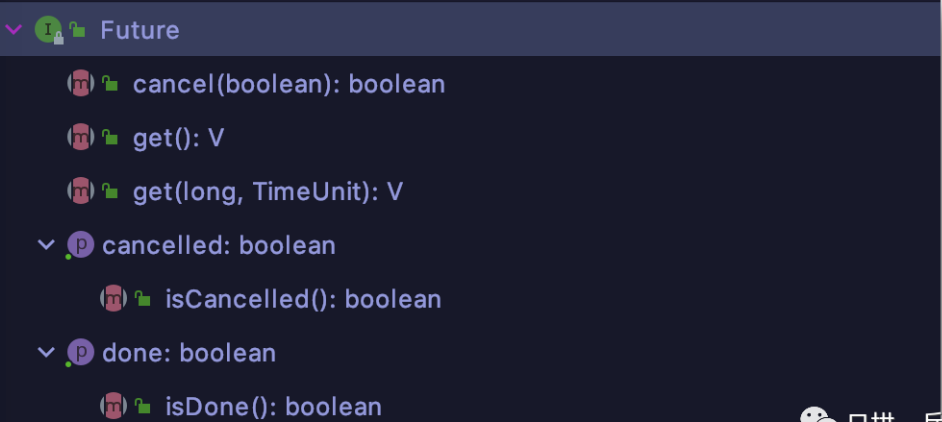 Future
cancel(boolean): boolean
get(): V
get(long, TimeUnit): V
cancelled: boolean
isCancelled(): boolean
done: boolean
isDone(): boolean